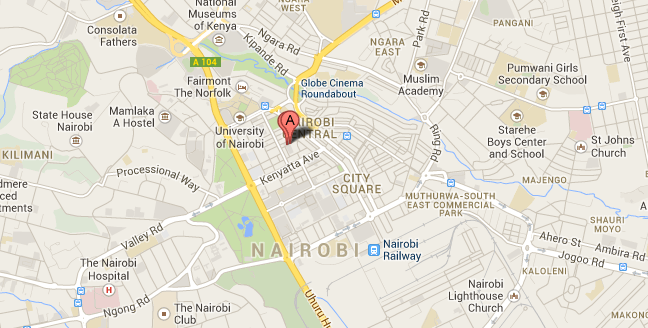 National
Museums of
Kenya
Consolata
Fathers
NGARA
WEST
PANGANI
Ngara Rd
Kipande Rd
Park Rd
NGARA
EAST
A 104
Fairmont
The Norfolk
Globe Cinema
Roundabout
Muslim
Academy
Pumwani Girls
Secondary School
State House
Nairobi
Mamlaka
A Hostel
University
of Nairobi
A
NAIROBI
CENTRAL
Ring Rd
Starehe
Boys Center
and School
St Johns
Church
KILIMANI
Processional Way
Kenyatta Ave
CITY
SQUARE
MAJENGO
MUTHURWA-SOUTH
EAST COMMERCIAL
PARK
SHAURI
MOYO
Valley Rd
NAIROBI
Nairobi
Railway
Ahero St
Ambira Rd
Jogoo Rd
KALOLENI
The Nairobi
Hospital
H
Ngong Rd
The Nairobi
Club
Uhuru H
Nairobi
Lighthouse
Church
MAKONG
First Ave